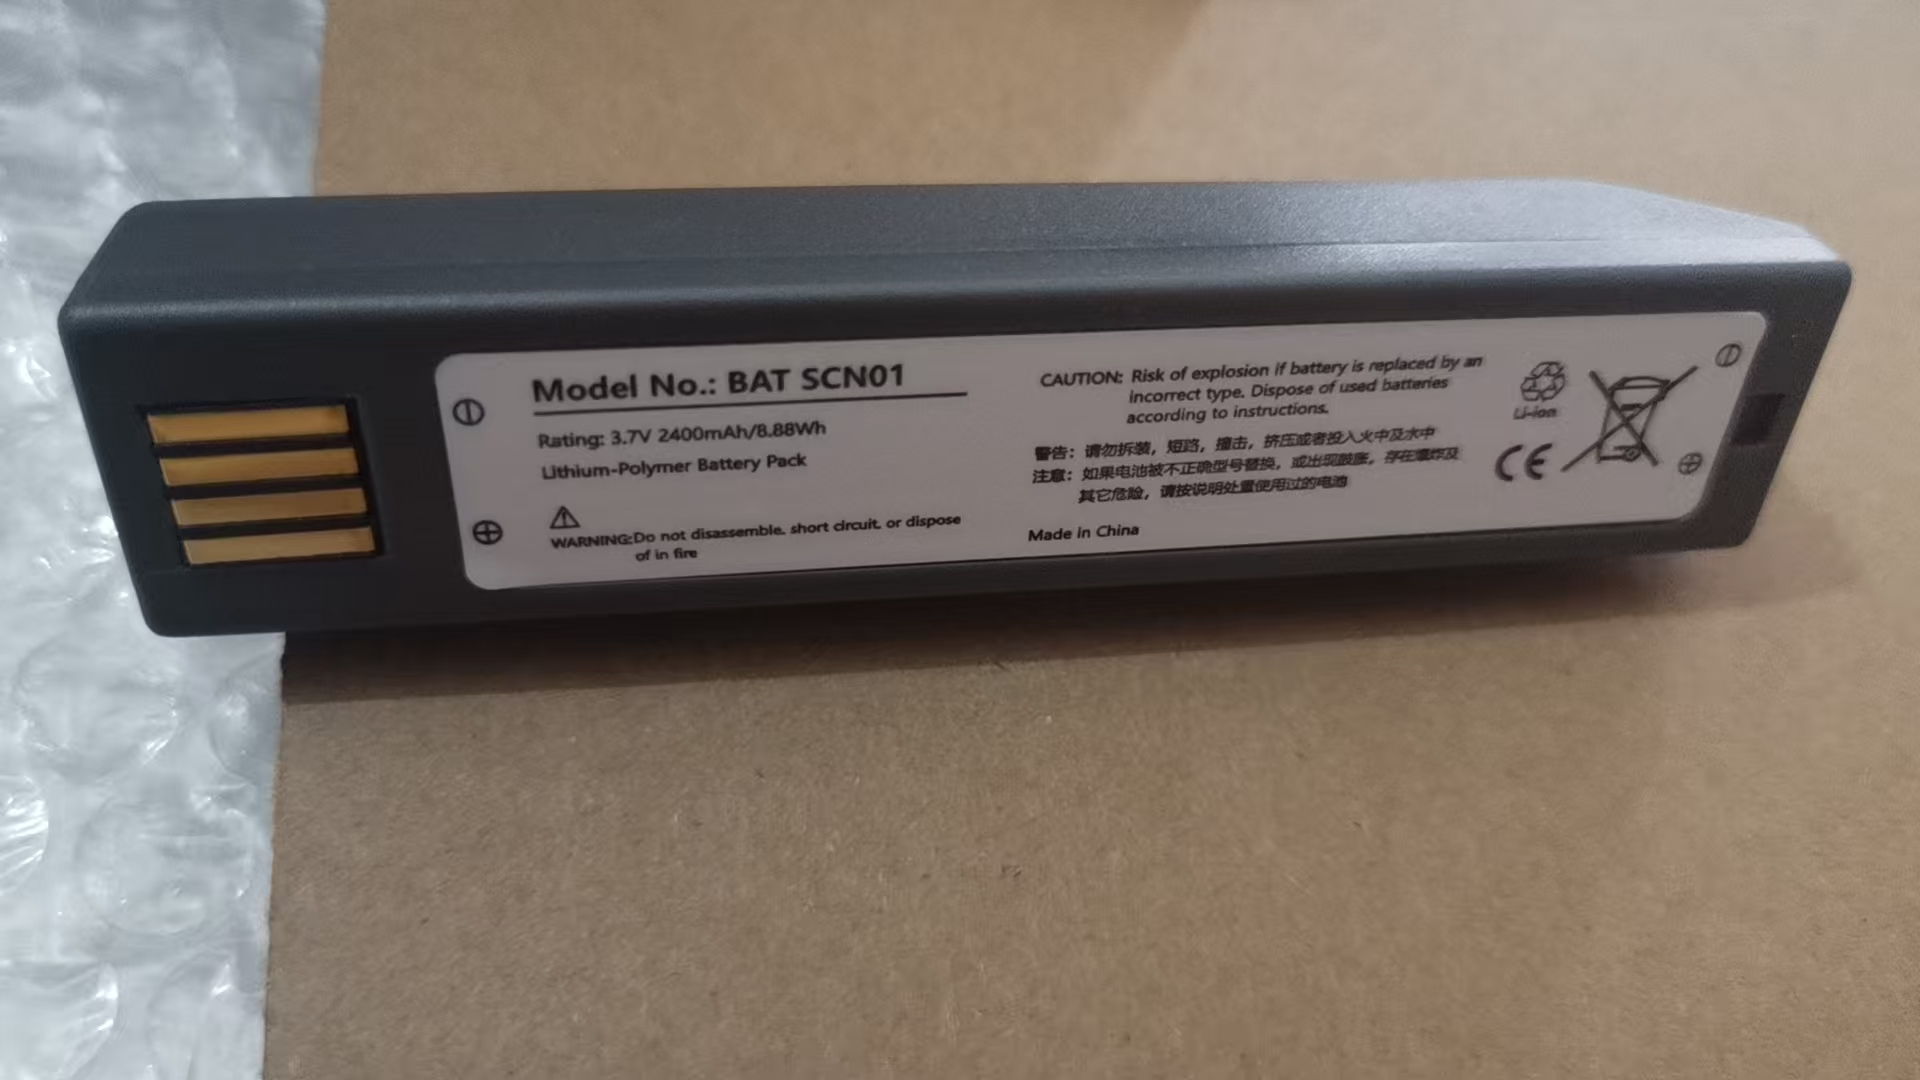 Model No.: BAT SCN01
Rating: 3.7V 2400mAh/8.88Wh
Lithium-Polymer Battery Pack
WARNING:Do not disassemble. short circuit. or dispose
of in fire
CAUTION: Risk of explosion if battery is replaced by an
incorrect type. Dispose of used batteries
according to instructions.
警告：请勿拆装，短路，撞击，挤压或者投入火中及水中
注意：如果电池被不正确型号替换，或出现鼓胀，存在爆炸及
其它危险，请按说明处置使用过的电池
Made in China
Li-ion
CE